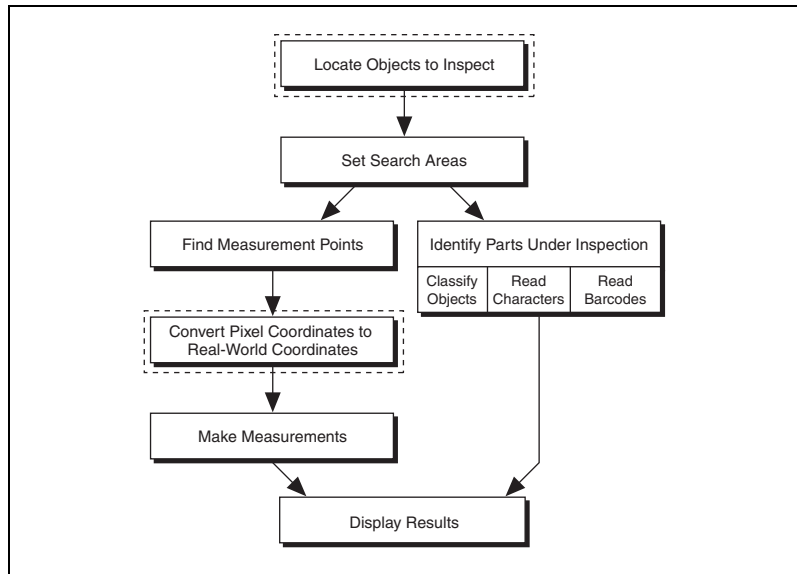 Locate Objects to Inspect
Set Search Areas
Find Measurement Points
Identify Parts Under Inspection
Classify
Objects
Read
Characters
Read
Barcodes
Convert Pixel Coordinates to
Real-World Coordinates
Make Measurements
Display Results